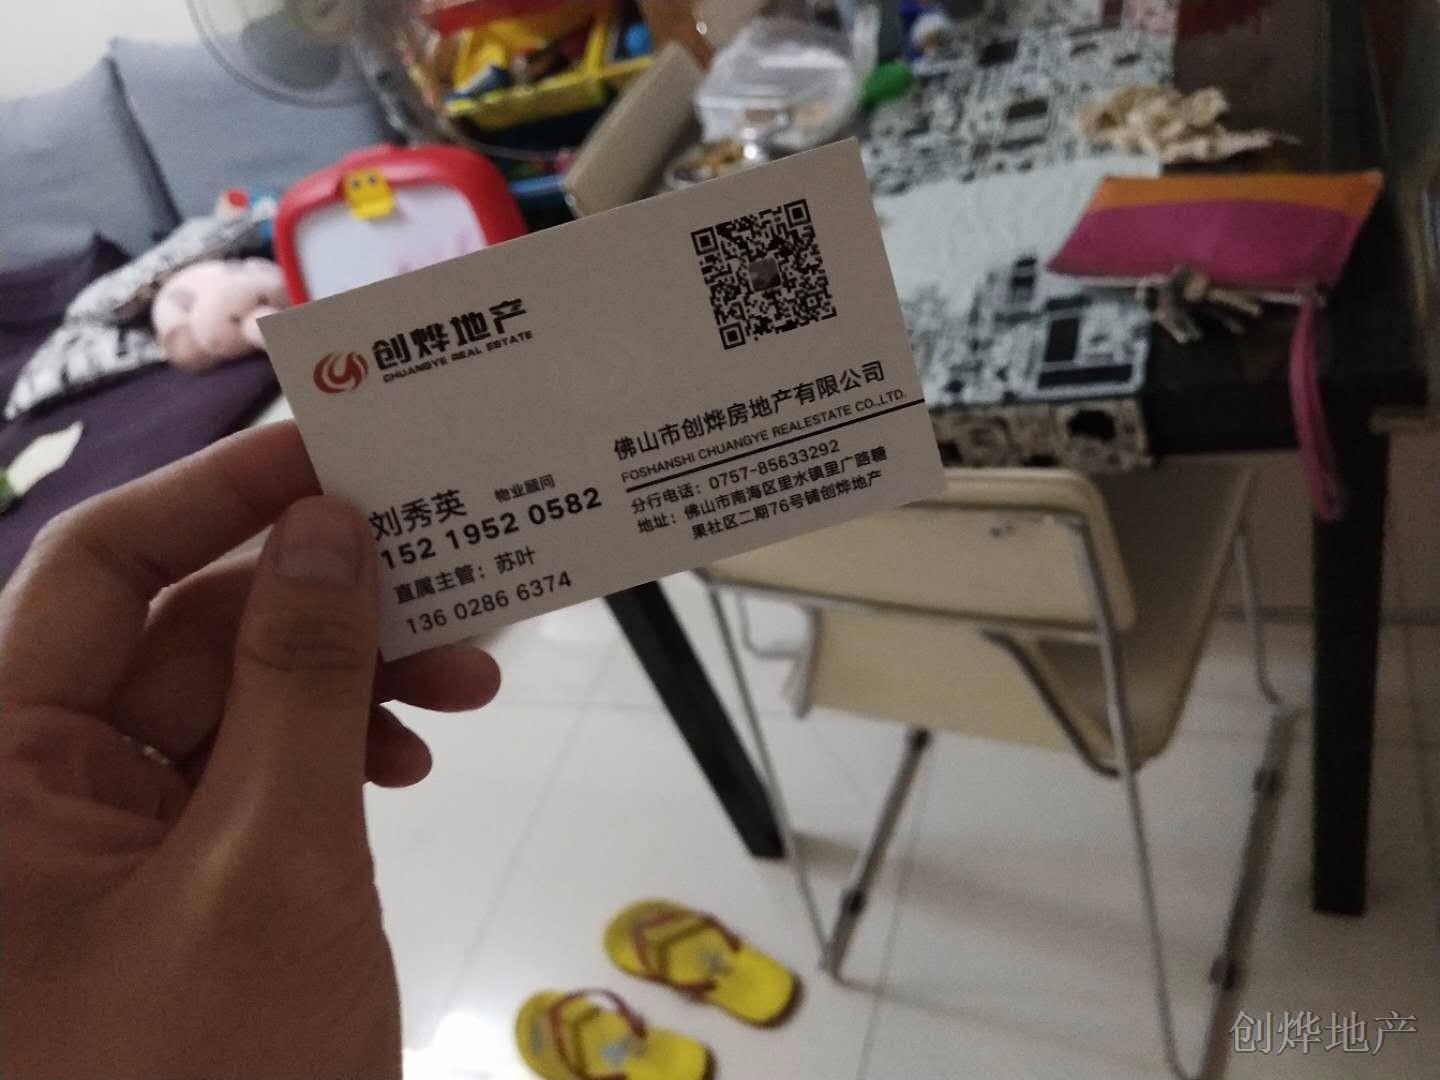 创烨地产
CHUANGYE REAL ESTATE
佛山市创烨房地产有限公司
FOSHANSHI CHUANGYE REALESTATE CO.,LTD.
分行电话：0757-85633292
地址：佛山市南海区里水镇里广路糖
果社区二期76号铺创烨地产
刘秀英 物业顾问
152 1952 0582
直属主管：苏叶
136 0286 6374
创烨地产